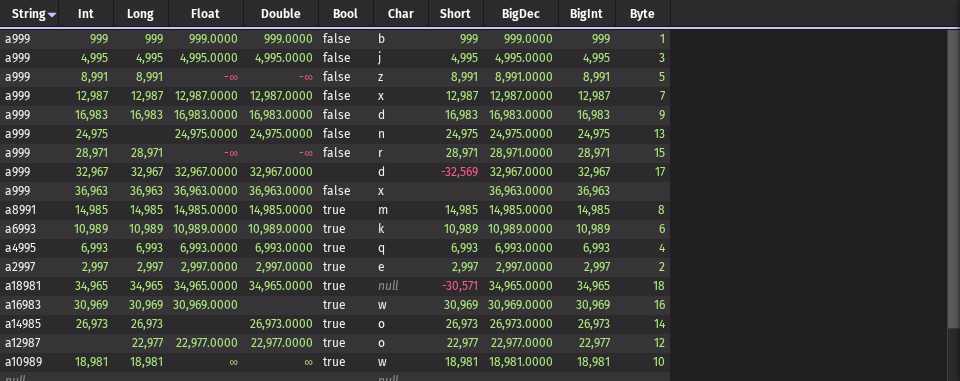 String Int Long Float Double Bool Char Short BigDec BigInt Byte
a999 999 999 999.0000 999.0000 false b 999 999.0000 999 1
a999 4,995 4,995 4,995.0000 4,995.0000 false j 4,995 4,995.0000 4,995 3
a999 8,991 8,991 -∞ -∞ false z 8,991 8,991.0000 8,991 5
a999 12,987 12,987 12,987.0000 12,987.0000 false x 12,987 12,987.0000 12,987 7
a999 16,983 16,983 16,983.0000 16,983.0000 false d 16,983 16,983.0000 16,983 9
a999 24,975 24,975.0000 24,975.0000 false n 24,975 24,975.0000 24,975 13
a999 28,971 28,971 -∞ -∞ false r 28,971 28,971.0000 28,971 15
a999 32,967 32,967 32,967.0000 32,967.0000 d -32,569 32,967.0000 32,967 17
a999 36,963 36,963 36,963.0000 36,963.0000 false x 36,963.0000 36,963
a8991 14,985 14,985 14,985.0000 14,985.0000 true m 14,985 14,985.0000 14,985 8
a6993 10,989 10,989 10,989.0000 10,989.0000 true k 10,989 10,989.0000 10,989 6
a4995 6,993 6,993 6,993.0000 6,993.0000 true q 6,993 6,993.0000 6,993 4
a2997 2,997 2,997 2,997.0000 2,997.0000 true e 2,997 2,997.0000 2,997 2
a18981 34,965 34,965 34,965.0000 34,965.0000 true null -30,571 34,965.0000 34,965 18
a16983 30,969 30,969 30,969.0000 true w 30,969 30,969.0000 30,969 16
a14985 26,973 26,973 26,973.0000 true o 26,973 26,973.0000 26,973 14
a12987 22,977 22,977.0000 22,977.0000 true o 22,977 22,977.0000 22,977 12
a10989 18,981 18,981 ∞ ∞ true w 18,981 18,981.0000 18,981 10
null null